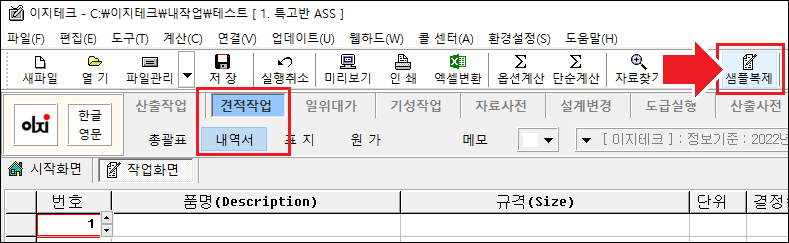 이지테크 - C:\이지테크\내작업\테스트 [ 1. 특고반 ASS ]
파일(F) 편집(E) 도구(T) 계산(C) 연결(V) 업데이트(U) 웹하드(W) 콜 센터(A) 환경설정(S) 도움말(H)
새파일 열 기 파일관리 저 장 실행취소 미리보기 인 쇄 엑셀변환 옵션계산 단순계산 자료찾기 샘플복제
산출작업 견적작업 일위대가 기성작업 자료사전 설계변경 도급실행 산출사전
한글
영문
총괄표 내역서 표 지 원 가 메모 [ 이지테크 ] : 정보기준 : 2022년
시작화면 작업화면
번호 품명(Description) 규격(Size) 단위 결정
1